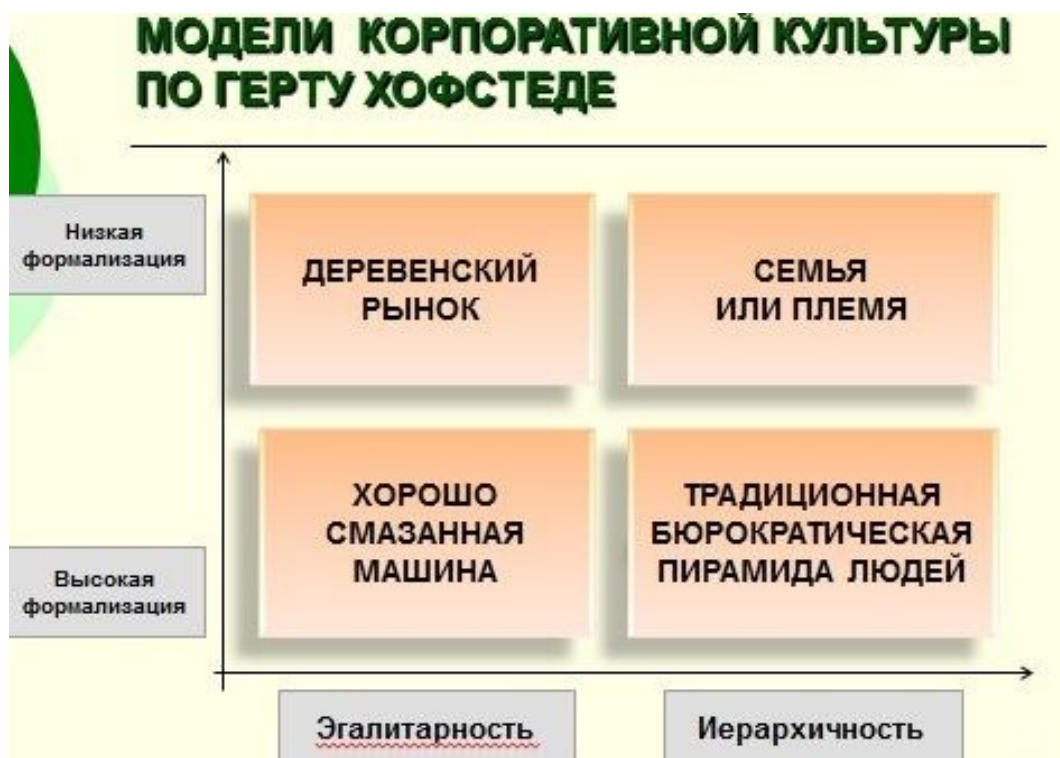 МОДЕЛИ КОРПОРАТИВНОЙ КУЛЬТУРЫ
ПО ГЕРТУ ХОФСТЕДЕ
Низкая
формализация
ДЕРЕВЕНСКИЙ
РЫНОК
СЕМЬЯ
ИЛИ ПЛЕМЯ
Высокая
формализация
ХОРОШО
СМАЗАННАЯ
МАШИНА
ТРАДИЦИОННАЯ
БЮРОКРАТИЧЕСКАЯ
ПИРАМИДА ЛЮДЕЙ
Эгалитарность
Иерархичность